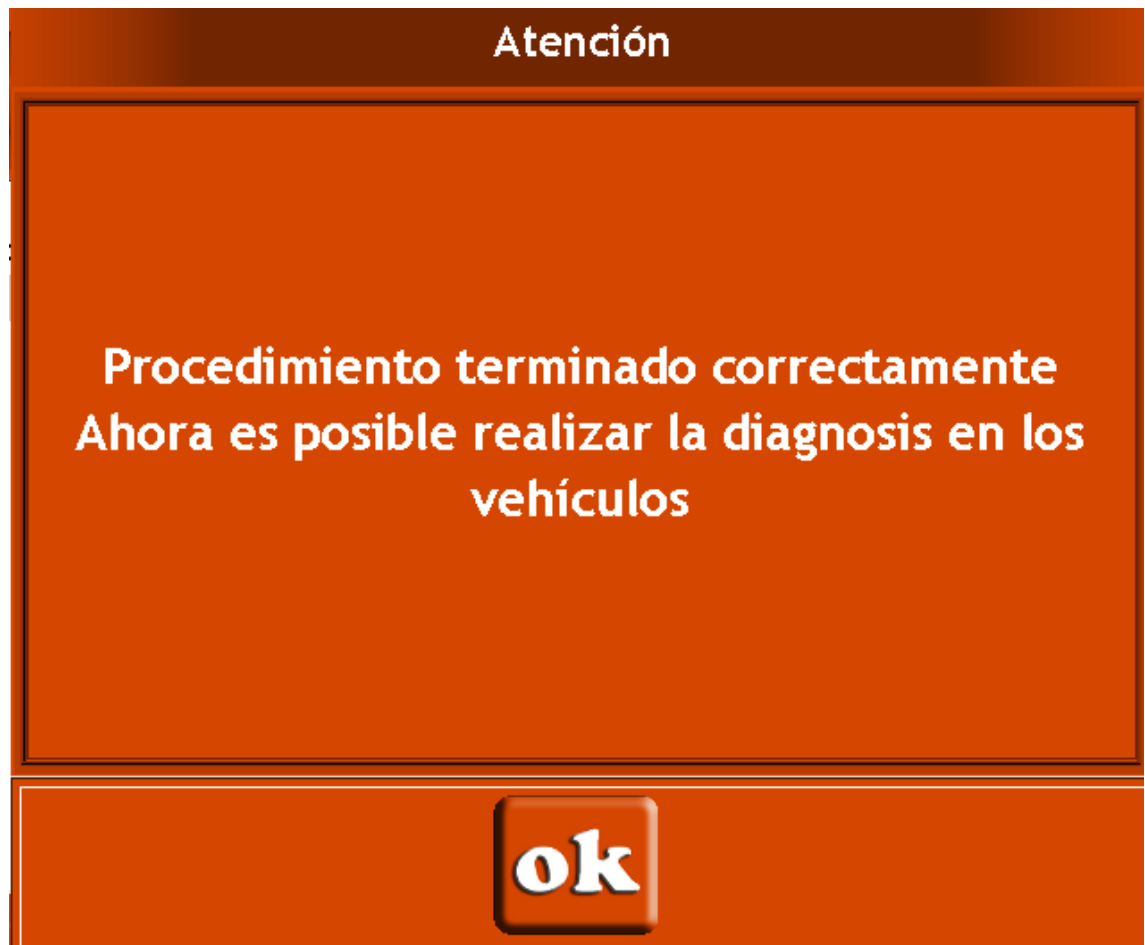 Atención
Procedimiento terminado correctamente
Ahora es posible realizar la diagnosis en los
vehículos
ok